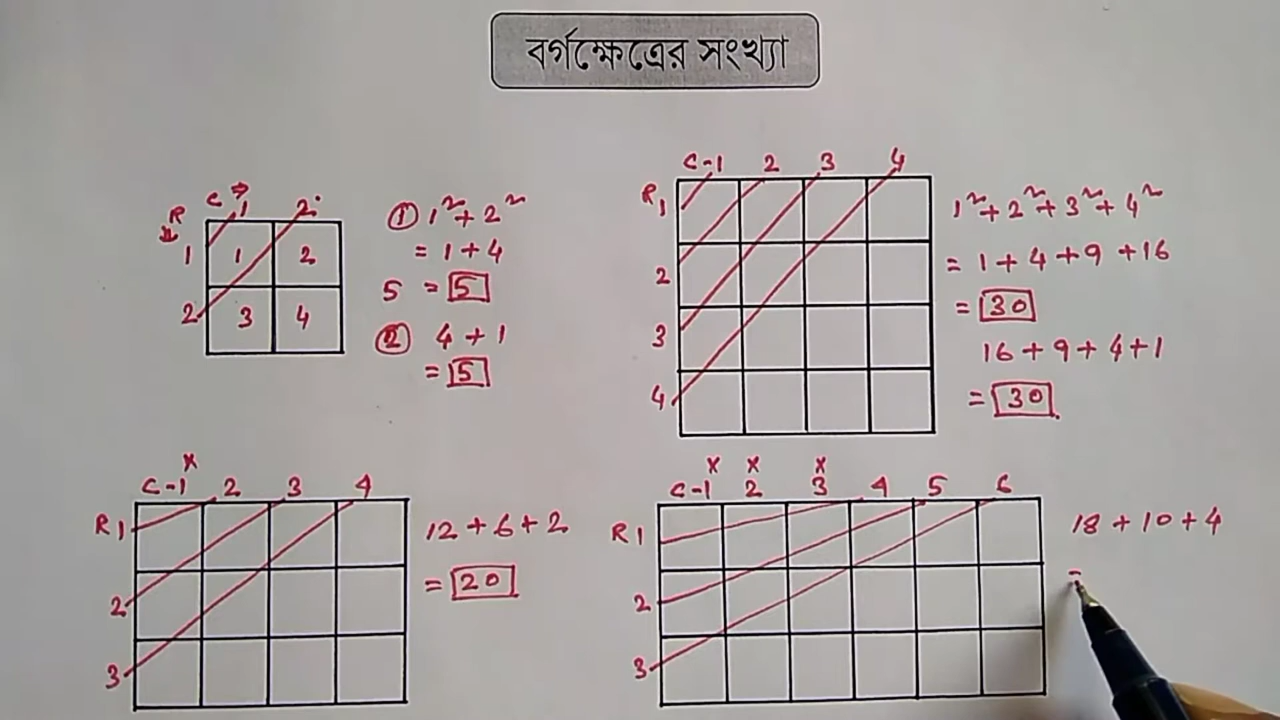 বর্গক্ষেত্রের সংখ্যা
C ⇒ 1 2
R
1 1 2
2 3 4
① 1² + 2²
= 1 + 4
5 = 5
② 4 + 1
= 5
C-1 2 3 4
R 1
2
3
4
1² + 2² + 3² + 4²
= 1 + 4 + 9 + 16
= 30
16 + 9 + 4 + 1
= 30.
x
C-1 2 3 4
R 1
2
3
12 + 6 + 2
= 20
x x x
C-1 2 3 4 5 6
R 1
2
3
18 + 10 + 4
=